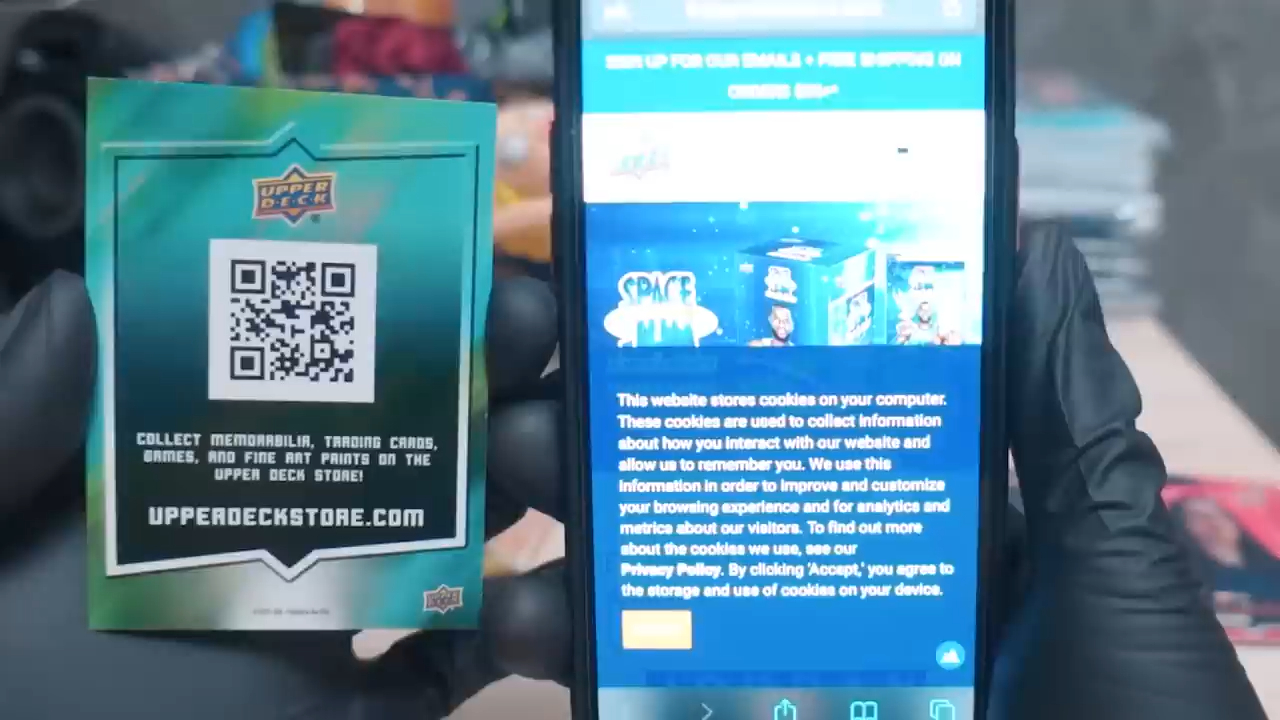 UPPER
D·E·C·K
COLLECT MEMORABILIA, TRADING CARDS,
GAMES, AND FINE ART PRINTS ON THE
UPPER DECK STORE!
UPPERDECKSTORE.COM
SIGN UP FOR OUR EMAILS + FREE SHIPPING ON
ORDERS
SPACE
JAM
This website stores cookies on your computer.
These cookies are used to collect information
about how you interact with our website and
allow us to remember you. We use this
information in order to improve and customize
your browsing experience and for analytics and
metrics about our visitors. To find out more
about the cookies we use, see our
Privacy Policy. By clicking 'Accept,' you agree to
the storage and use of cookies on your device.